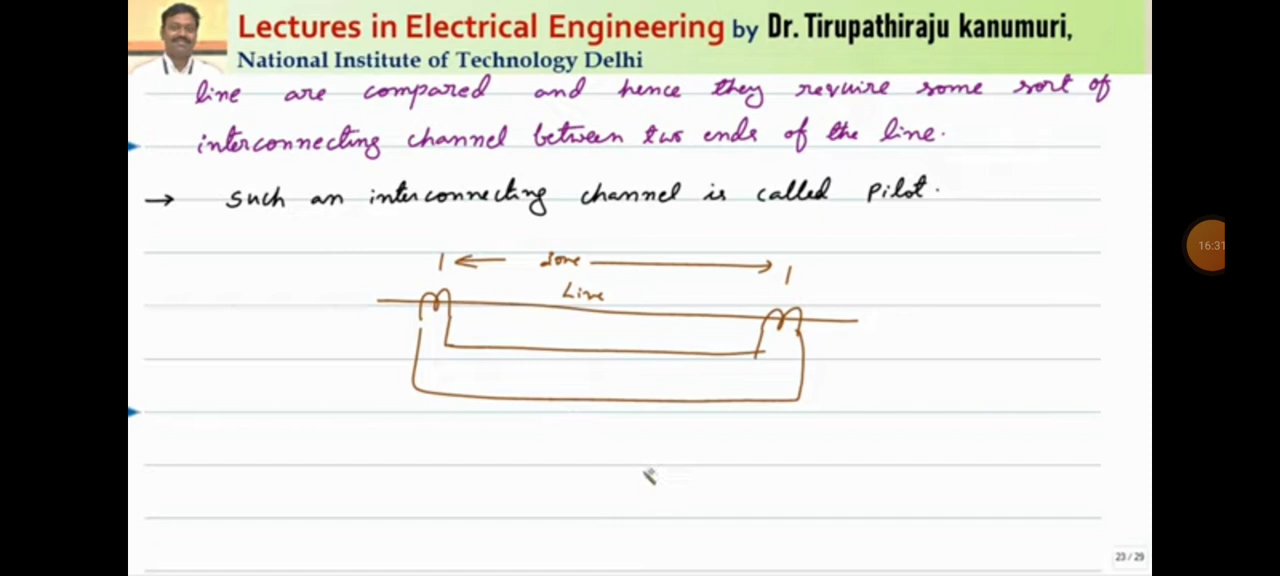 Lectures in Electrical Engineering by Dr. Tirupathiraju kanumuri,
National Institute of Technology Delhi
line are compared and hence they require some sort of
interconnecting channel between two ends of the line.
→ Such an interconnecting channel is called pilot.
16:31
Line
23 / 29